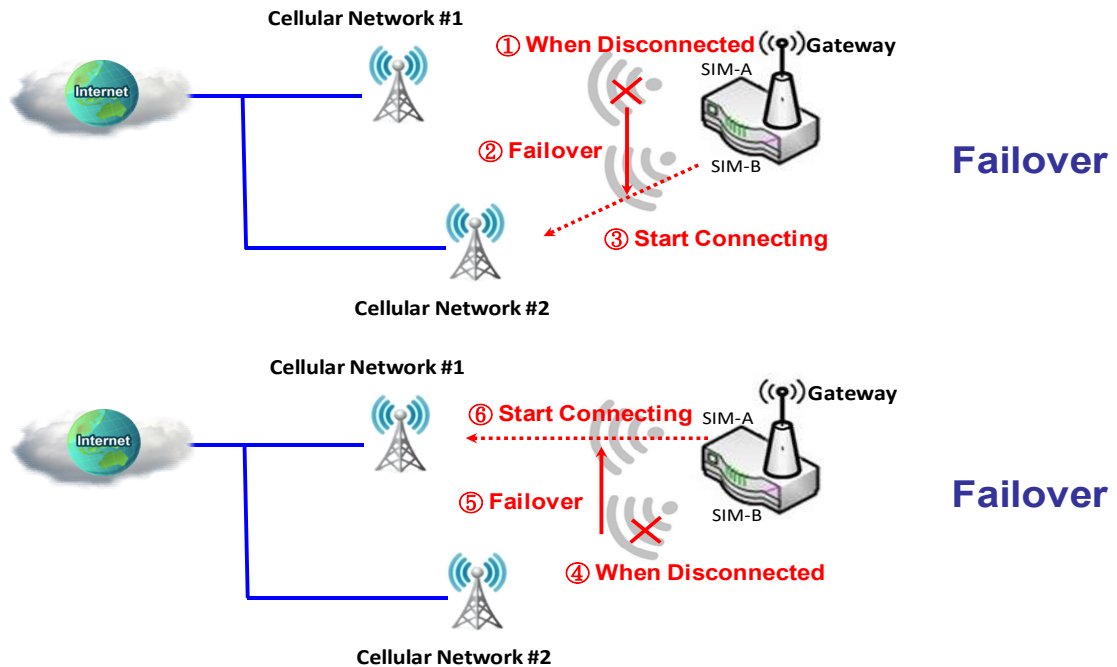 Cellular Network #1
① When Disconnected
Gateway
SIM-A
Internet
② Failover
SIM-B
Failover
③ Start Connecting
Cellular Network #2
Cellular Network #1
Gateway
⑥ Start Connecting
SIM-A
Internet
⑤ Failover
SIM-B
Failover
④ When Disconnected
Cellular Network #2